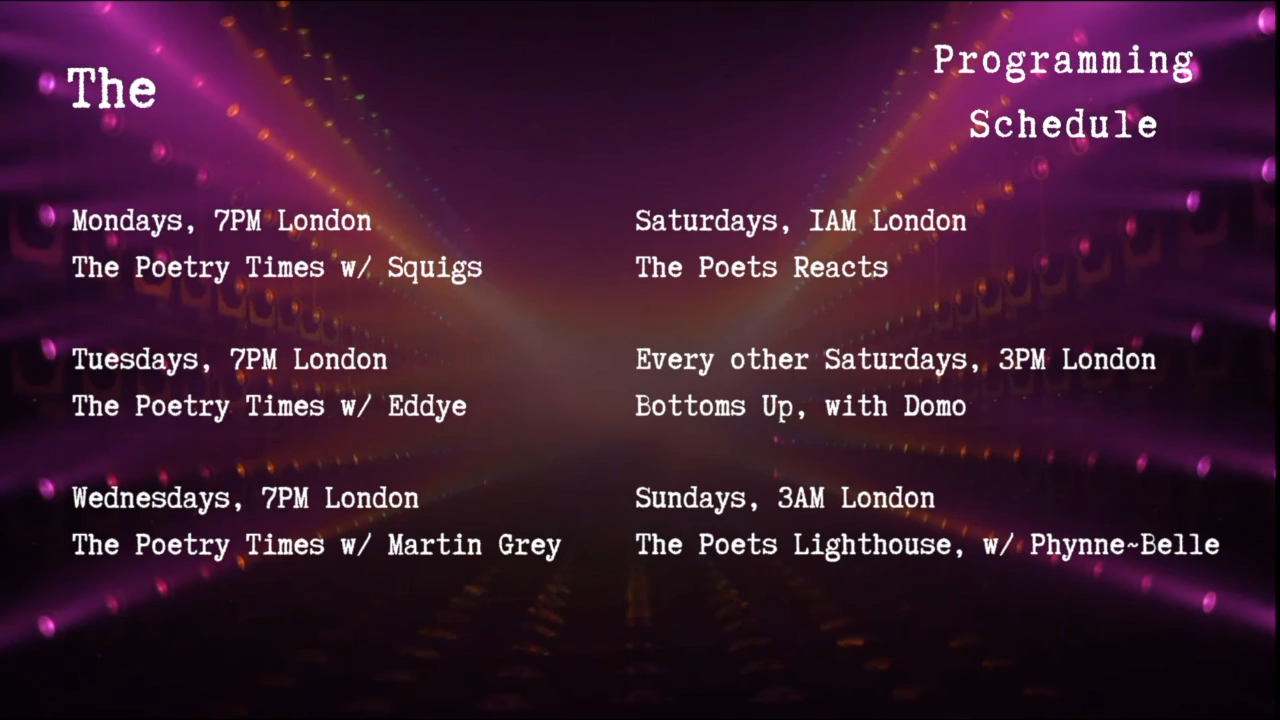 The
Programming
Schedule
Mondays, 7PM London
The Poetry Times w/ Squigs
Tuesdays, 7PM London
The Poetry Times w/ Eddye
Wednesdays, 7PM London
The Poetry Times w/ Martin Grey
Saturdays, 1AM London
The Poets Reacts
Every other Saturdays, 3PM London
Bottoms Up, with Domo
Sundays, 3AM London
The Poets Lighthouse, w/ Phynne~Belle